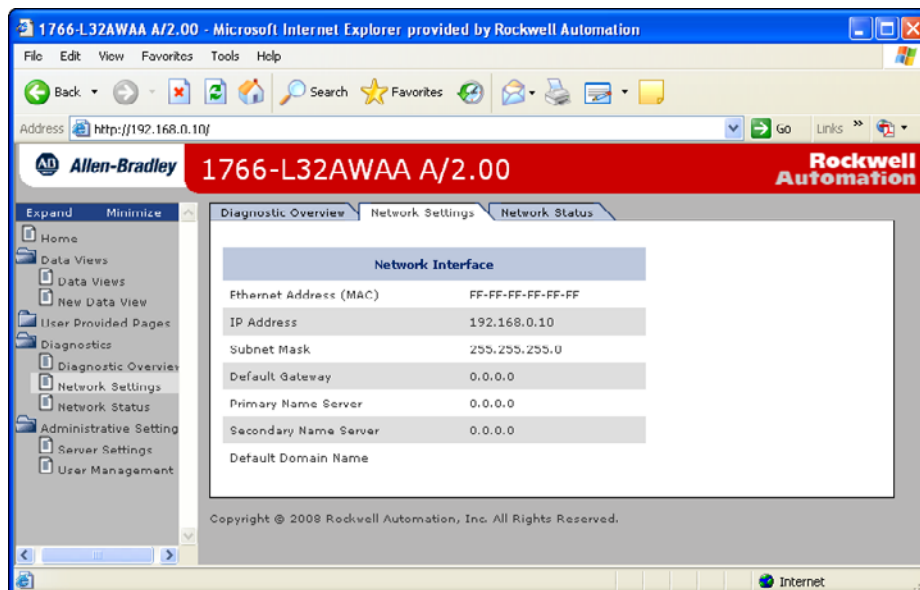 1766-L32AWAA A/2.00 - Microsoft Internet Explorer provided by Rockwell Automation
File Edit View Favorites Tools Help
Back Search Favorites
Address http://192.168.0.10/ Go Links »
AB Allen-Bradley 1766-L32AWAA A/2.00 Rockwell
Automation
Expand Minimize
Home
Data Views
Data Views
New Data View
User Provided Pages
Diagnostics
Diagnostic Overview
Network Settings
Network Status
Administrative Setting
Server Settings
User Management
Diagnostic Overview Network Settings Network Status
Network Interface
Ethernet Address (MAC) FF-FF-FF-FF-FF-FF
IP Address 192.168.0.10
Subnet Mask 255.255.255.0
Default Gateway 0.0.0.0
Primary Name Server 0.0.0.0
Secondary Name Server 0.0.0.0
Default Domain Name
Copyright © 2008 Rockwell Automation, Inc. All Rights Reserved.
Internet